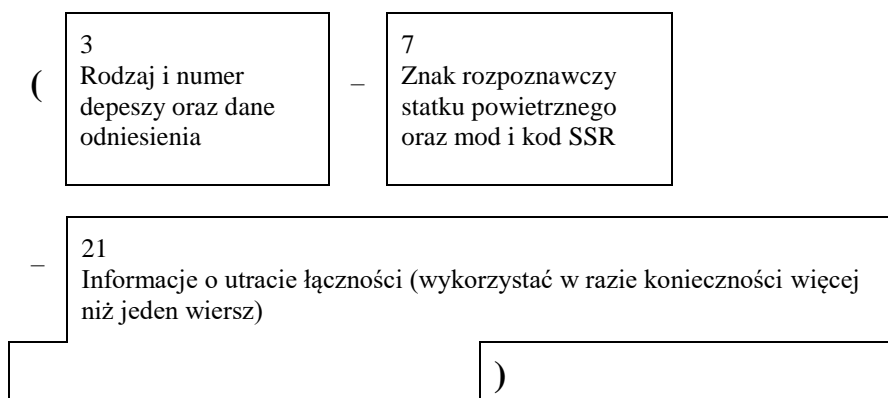 (
3
Rodzaj i numer
depeszy oraz dane
odniesienia
–
7
Znak rozpoznawczy
statku powietrznego
oraz mod i kod SSR
–
21
Informacje o utracie łączności (wykorzystać w razie konieczności więcej
niż jeden wiersz)
)